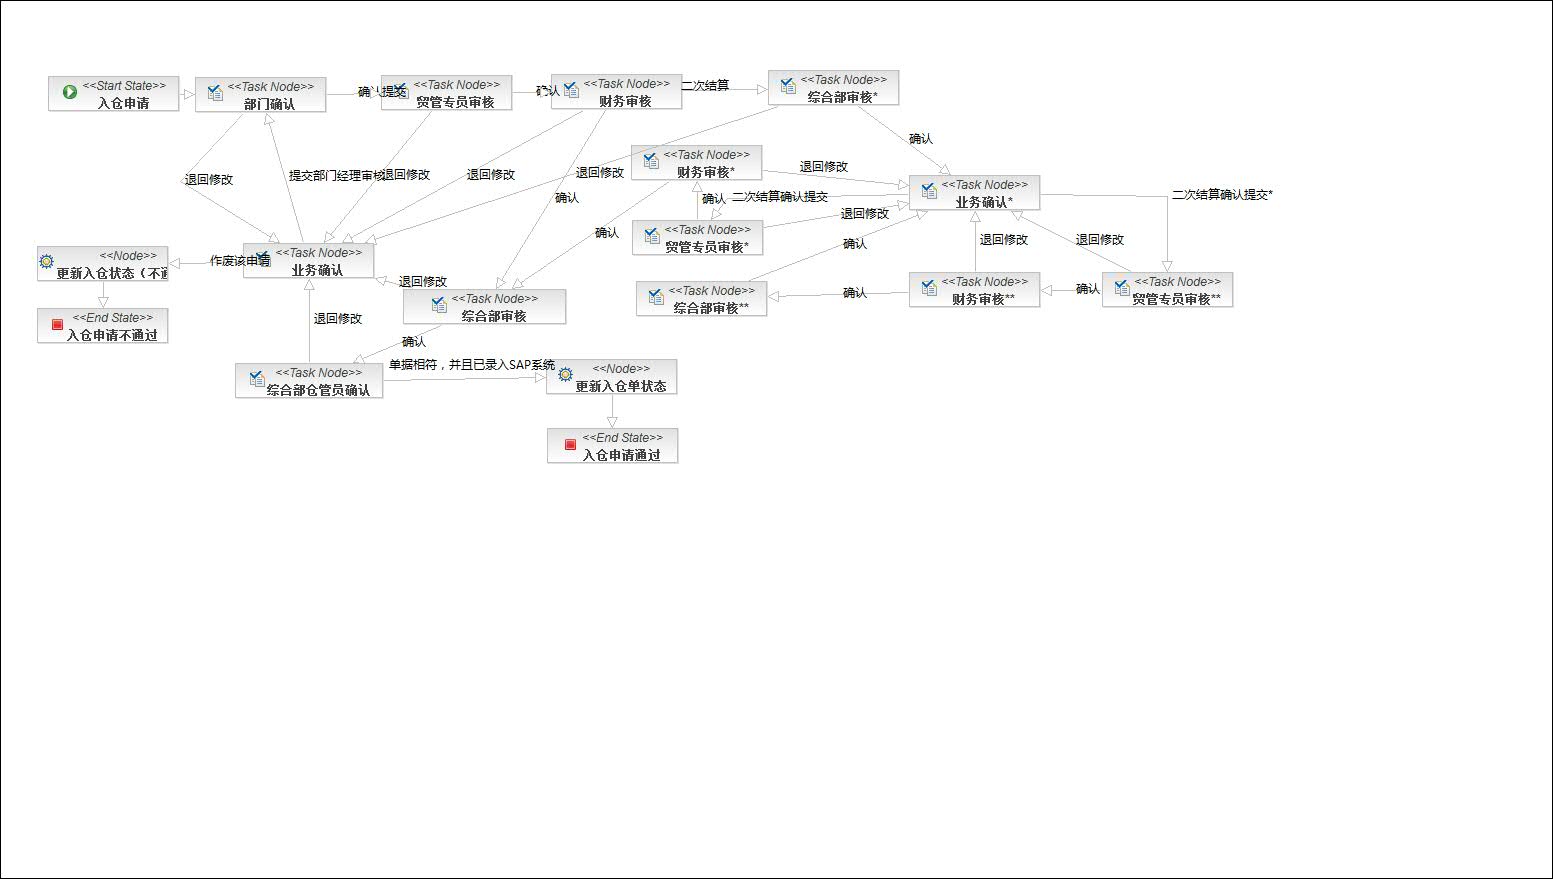 <<Start State>>
入仓申请
<<Task Node>>
部门确认
确认提交
<<Task Node>>
贸管专员审核
确认
<<Task Node>>
财务审核
二次结算
<<Task Node>>
综合部审核*
确认
<<Task Node>>
财务审核*
退回修改
退回修改
提交部门经理审核
退回修改
退回修改
退回修改
确认
确认
二次结算确认提交
<<Task Node>>
业务确认*
二次结算确认提交*
退回修改
<<Task Node>>
贸管专员审核*
确认
确认
退回修改
退回修改
<<Node>>
更新入仓状态（不通
作废该申请
<<Task Node>>
业务确认
退回修改
<<Task Node>>
综合部审核
<<Task Node>>
综合部审核**
确认
<<Task Node>>
财务审核**
确认
<<Task Node>>
贸管专员审核**
<<End State>>
入仓申请不通过
退回修改
确认
<<Task Node>>
综合部仓管员确认
单据相符，并且已录入SAP系统
<<Node>>
更新入仓单状态
<<End State>>
入仓申请通过